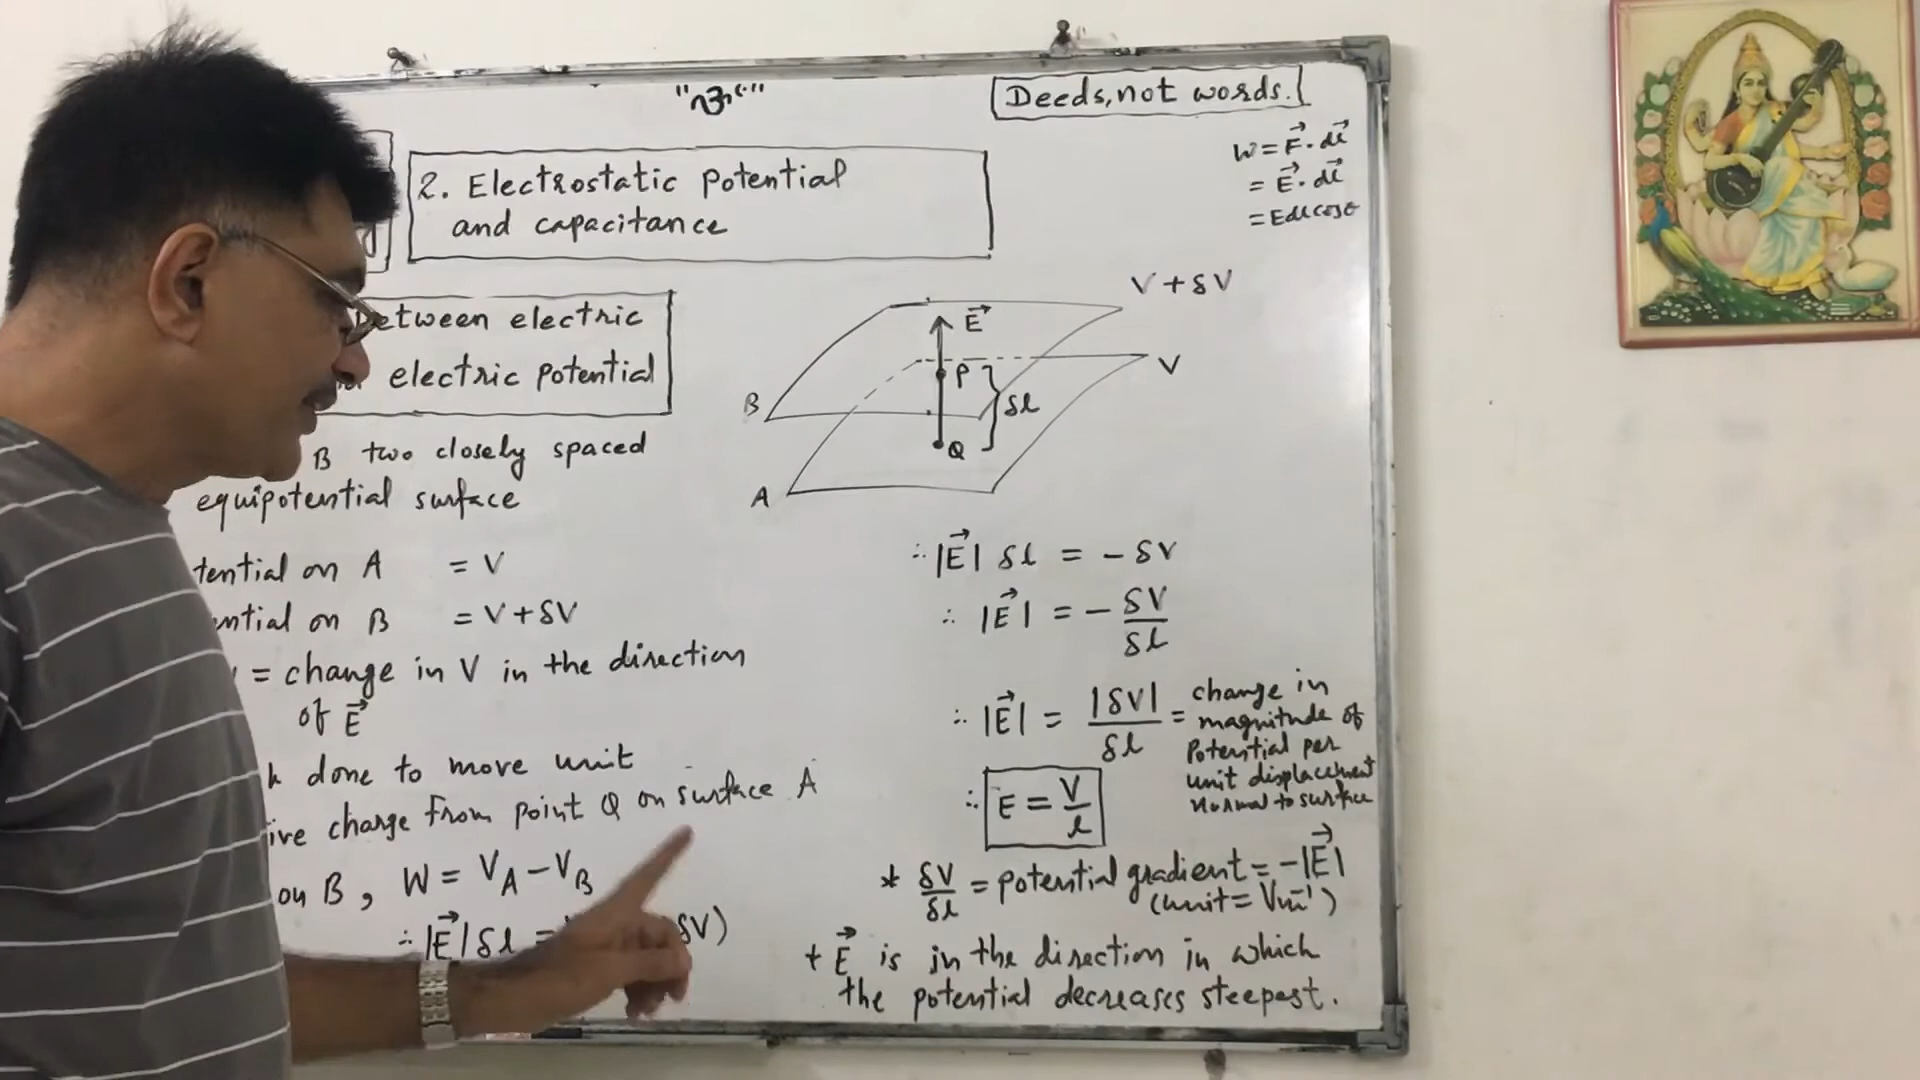 Deeds, not words.
2. Electrostatic Potential
and capacitance
W = F⃗ · dl⃗
= E⃗ · dl⃗
= E dl cosθ
between electric
electric potential
V + δV
E⃗
V
P
B
δl
Q
A
B two closely spaced
equipotential surface
tential on A = V
ntial on B = V + δV
= change in V in the direction
of E⃗
done to move unit
ive charge from point Q on surface A
on B, W = V_A − V_B
∴ |E⃗| δl = δV)
∴ |E⃗| δl = − δV
∴ |E⃗| = − δV/δl
∴ |E⃗| = |δV|/δl = change in
magnitude of
Potential per
unit displacement
normal to surface
∴ E = V/l
* δV/δl = potential gradient = −|E⃗|
(unit = Vm⁻¹)
+ E⃗ is in the direction in which
the potential decreases steepest.